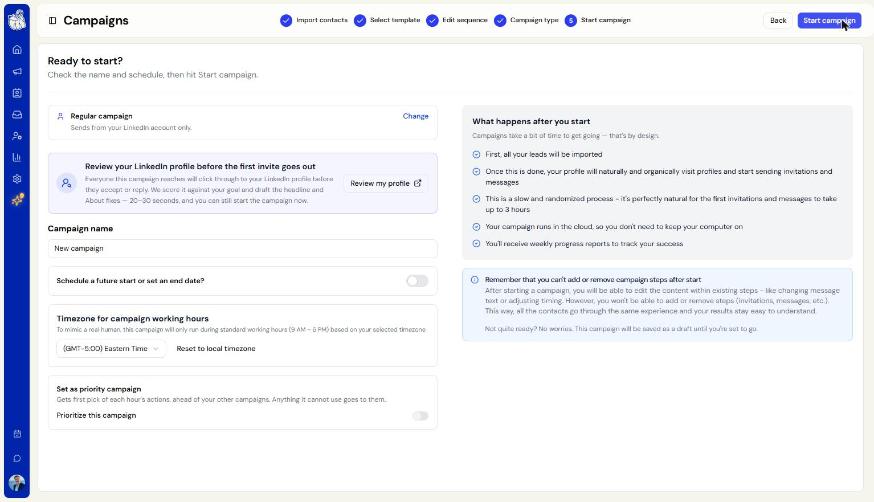 Campaigns
Import contacts
Select template
Edit sequence
Campaign type
5
Start campaign
Back
Start campaign
Ready to start?
Check the name and schedule, then hit Start campaign.
Regular campaign
Change
Sends from your LinkedIn account only.
Review your LinkedIn profile before the first invite goes out
Everyone this campaign reaches will click through to your LinkedIn profile before
they accept or reply. We score it against your goal and draft the headline and
About fixes — 20–30 seconds, and you can still start the campaign now.
Review my profile
Campaign name
New campaign
Schedule a future start or set an end date?
Timezone for campaign working hours
To mimic a real human, this campaign will only run during standard working hours (9 AM – 5 PM) based on your selected timezone
(GMT-5:00) Eastern Time
Reset to local timezone
Set as priority campaign
Gets first pick of each hour's actions, ahead of your other campaigns. Anything it cannot use goes to them.
Prioritize this campaign
What happens after you start
Campaigns take a bit of time to get going — that's by design.
First, all your leads will be imported
Once this is done, your profile will naturally and organically visit profiles and start sending invitations and
messages
This is a slow and randomized process - it's perfectly natural for the first invitations and messages to take
up to 3 hours
Your campaign runs in the cloud, so you don't need to keep your computer on
You'll receive weekly progress reports to track your success
Remember that you can't add or remove campaign steps after start
After starting a campaign, you will be able to edit the content within existing steps - like changing message
text or adjusting timing. However, you won't be able to add or remove steps (invitations, messages, etc.).
This way, all the contacts go through the same experience and your results stay easy to understand.
Not quite ready? No worries. This campaign will be saved as a draft until you're set to go.